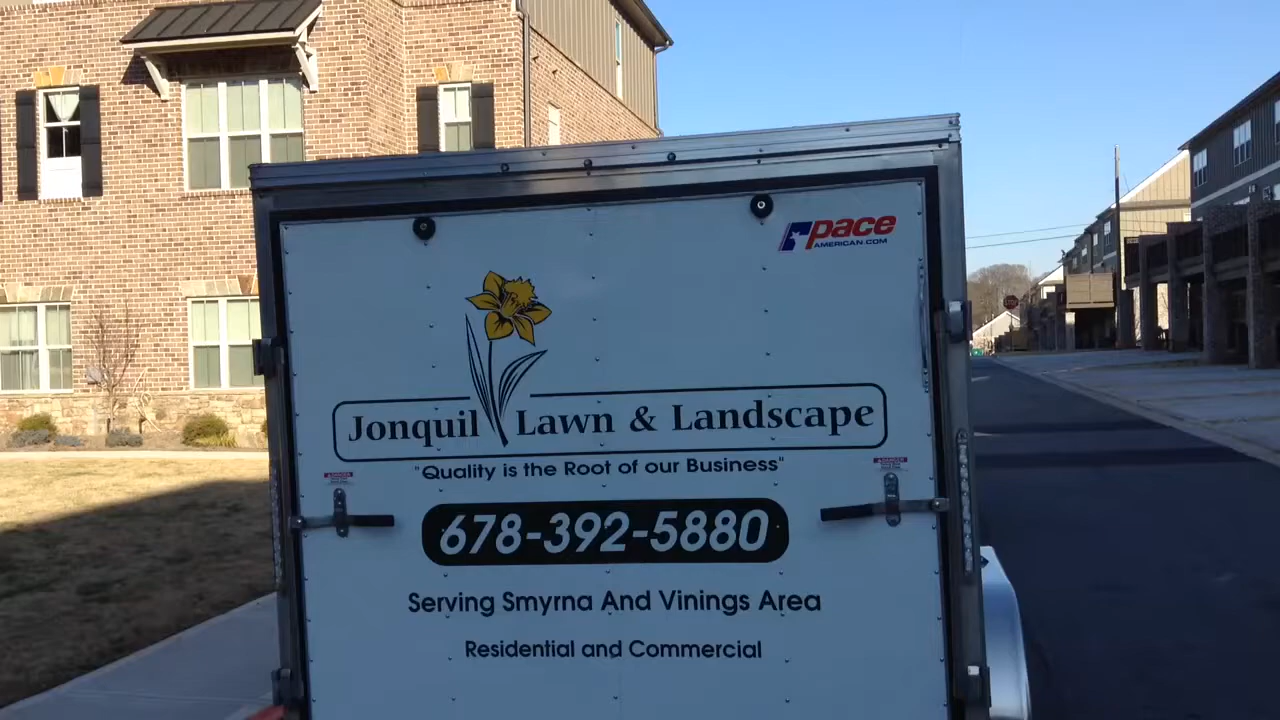 pace
AMERICAN.COM
Jonquil Lawn & Landscape
"Quality is the Root of our Business"
678-392-5880
Serving Smyrna And Vinings Area
Residential and Commercial